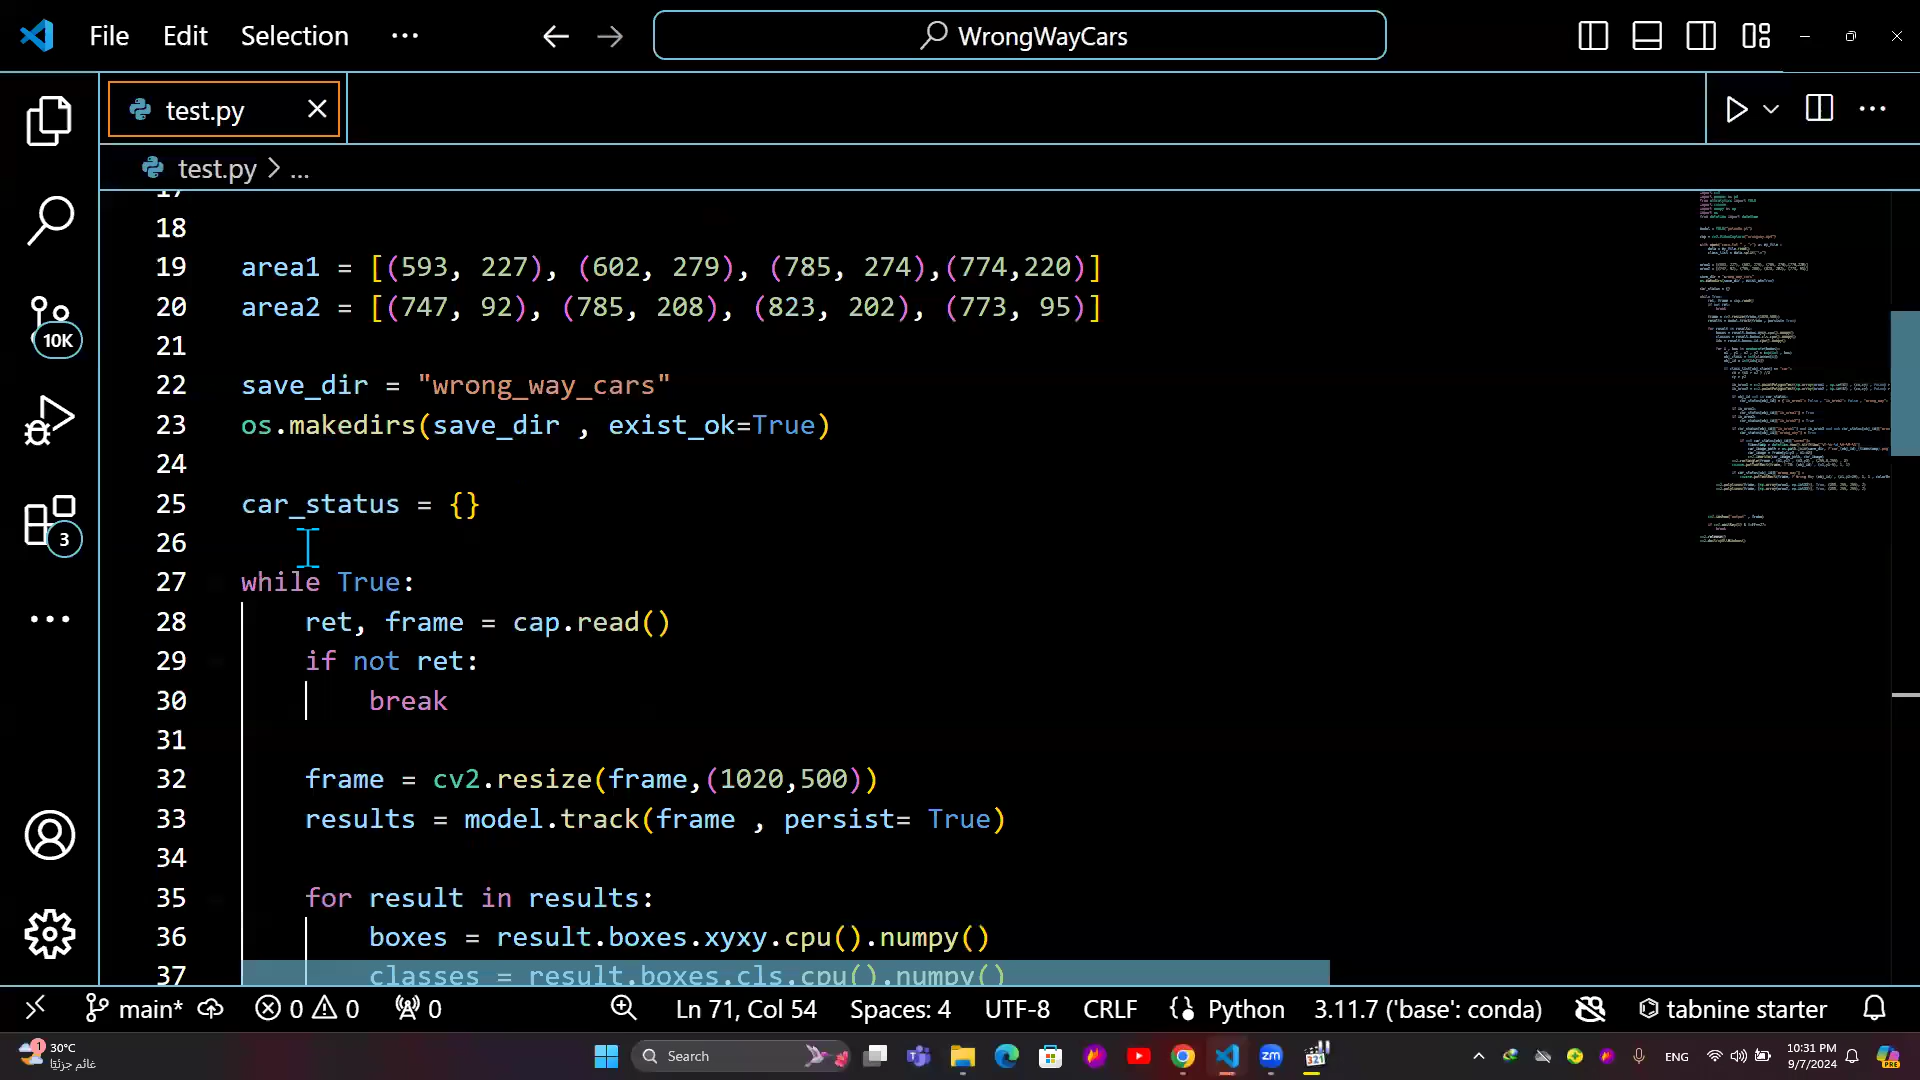 File Edit Selection ··· WrongWayCars
test.py
test.py > ...
17
18
19 area1 = [(593, 227), (602, 279), (785, 274),(774,220)]
20 area2 = [(747, 92), (785, 208), (823, 202), (773, 95)]
21
22 save_dir = "wrong_way_cars"
23 os.makedirs(save_dir , exist_ok=True)
24
25 car_status = {}
26
27 while True:
28 ret, frame = cap.read()
29 if not ret:
30 break
31
32 frame = cv2.resize(frame,(1020,500))
33 results = model.track(frame , persist= True)
34
35 for result in results:
36 boxes = result.boxes.xyxy.cpu().numpy()
37 classes = result.boxes.cls.cpu().numpy()
10K
3
main* 0 0 0 Ln 71, Col 54 Spaces: 4 UTF-8 CRLF Python 3.11.7 ('base': conda) tabnine starter
1 30°C
غائم جزئيًا
Search
zm
321
ENG
10:31 PM
9/7/2024
PRE